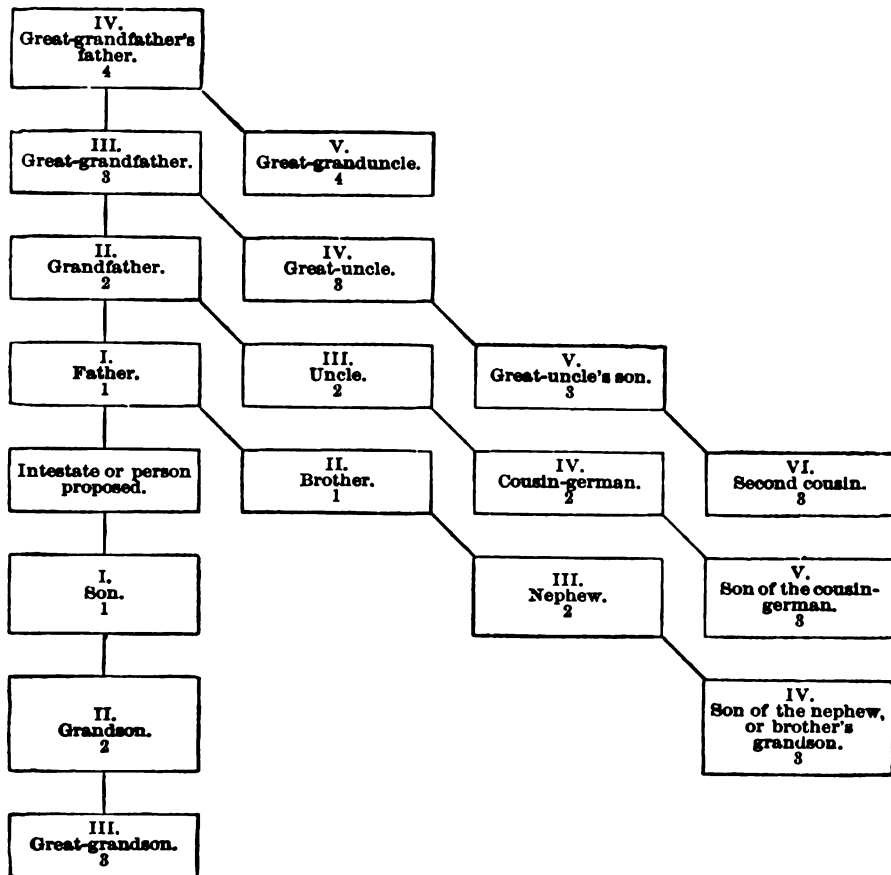 IV.
Great-grandfather's
father.
4
V.
Great-granduncle.
4
III.
Great-grandfather.
3
IV.
Great-uncle.
3
II.
Grandfather.
2
V.
Great-uncle's son.
3
III.
Uncle.
2
I.
Father.
1
VI.
Second cousin.
3
IV.
Cousin-german.
2
II.
Brother.
1
Intestate or person
proposed.
I.
Son.
1
III.
Nephew.
2
V.
Son of the cousin-
german.
3
II.
Grandson.
2
IV.
Son of the nephew,
or brother's
grandson.
3
III.
Great-grandson.
3